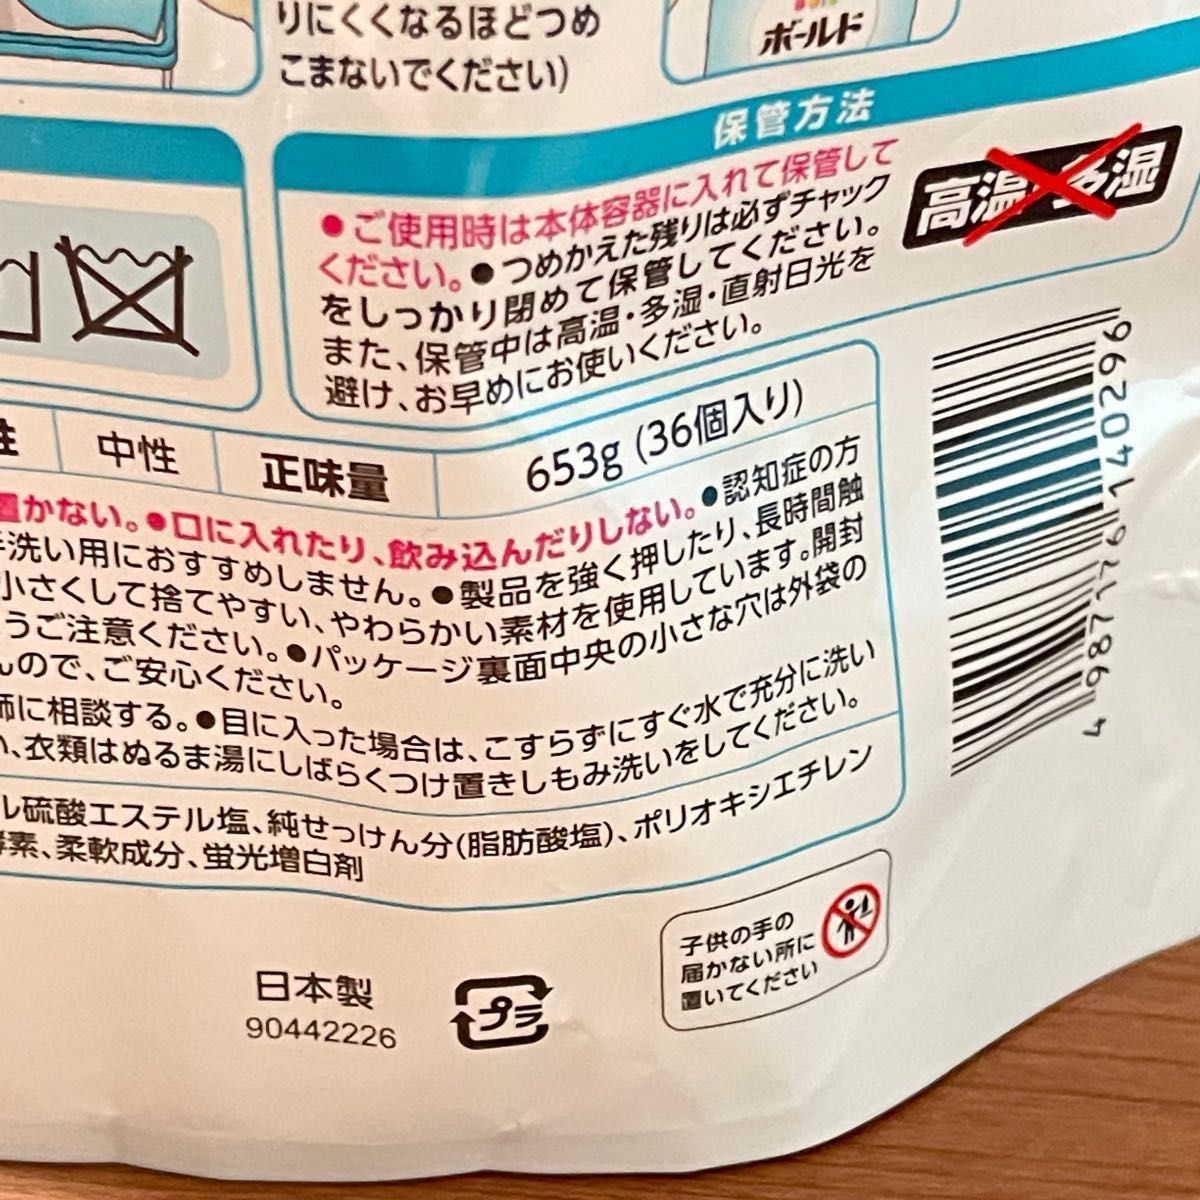 りにくくなるほどつめ
こまないでください)
ボールド
保管方法
●ご使用時は本体容器に入れて保管して
ください。●つめかえた残りは必ずチャック
をしっかり閉めて保管してください。
また、保管中は高温・多湿・直射日光を
避け、お早めにお使いください。
高温・多湿
性 中性 正味量 653g (36個入り)
置かない。●口に入れたり、飲み込んだりしない。●認知症の方
手洗い用におすすめしません。●製品を強く押したり、長時間触
小さくして捨てやすい、やわらかい素材を使用しています。開封
ようご注意ください。●パッケージ裏面中央の小さな穴は外袋の
んので、ご安心ください。
師に相談する。●目に入った場合は、こすらずにすぐ水で充分に洗い
い、衣類はぬるま湯にしばらくつけ置きしもみ洗いをしてください。
ル硫酸エステル塩、純せっけん分(脂肪酸塩)、ポリオキシエチレン
酵素、柔軟成分、蛍光増白剤
4987176140296
子供の手の
届かない所に
置いてください
日本製
90442226
プラ